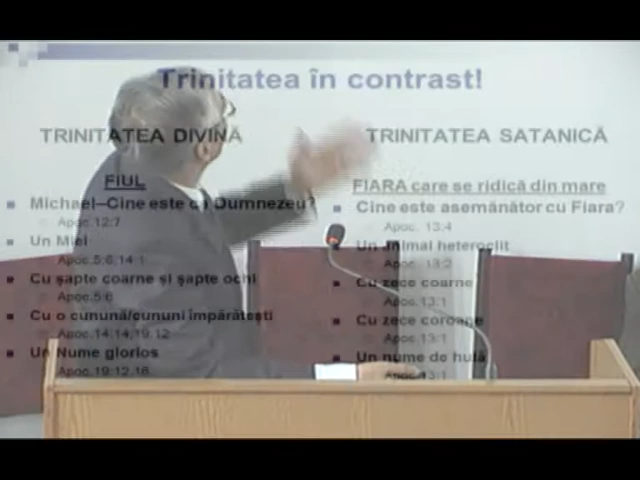 Trinitatea în contrast!
TRINITATEA DIVINĂ
FIUL
Michael–Cine este ca Dumnezeu?
Apoc.12:7
Un Miel
Apoc.5:6,14:1
Cu şapte coarne şi şapte ochi
Apoc.5:6
Cu o cunună/cununi împărăteşti
Apoc.14:14,19:12
Un Nume glorios
Apoc.19:12,16
TRINITATEA SATANICĂ
FIARA care se ridică din mare
Cine este asemănător cu Fiara?
Apoc. 13:4
Un animal heteroclit
Apoc. 13:2
Cu zece coarne
Apoc.13:1
Cu zece coroane
Apoc.13:1
Un nume de hulă
Apoc.13:1